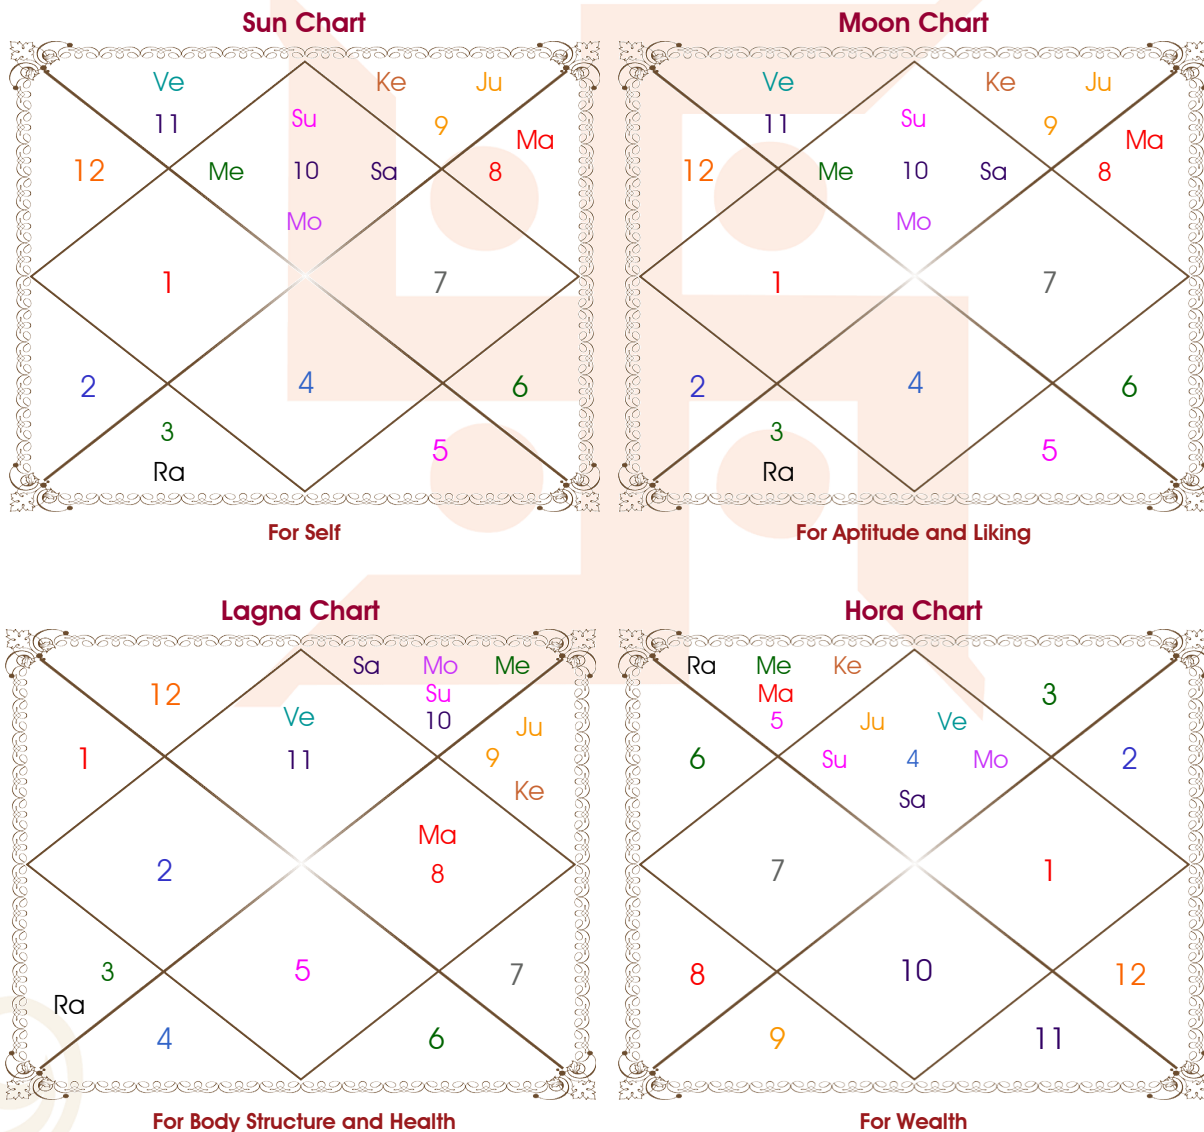 Sun Chart
Ve Ke Ju
Su
11 9
Ma
12 Me 10 Sa 8
Mo
1 7
2 4 6
3
5
Ra
For Self
Moon Chart
Ve Ke Ju
Su
11 9
Ma
12 Me 10 Sa 8
Mo
1 7
2 4 6
3
5
Ra
For Aptitude and Liking
Lagna Chart
Sa Mo Me
12 Su
Ve 10
Ju
1 11 9
Ke
Ma
2 8
3 5 7
Ra
4 6
For Body Structure and Health
Hora Chart
Ra Me Ke
Ma 3
5 Ju Ve
6 Su 4 Mo 2
Sa
7 1
8 10 12
9 11
For Wealth